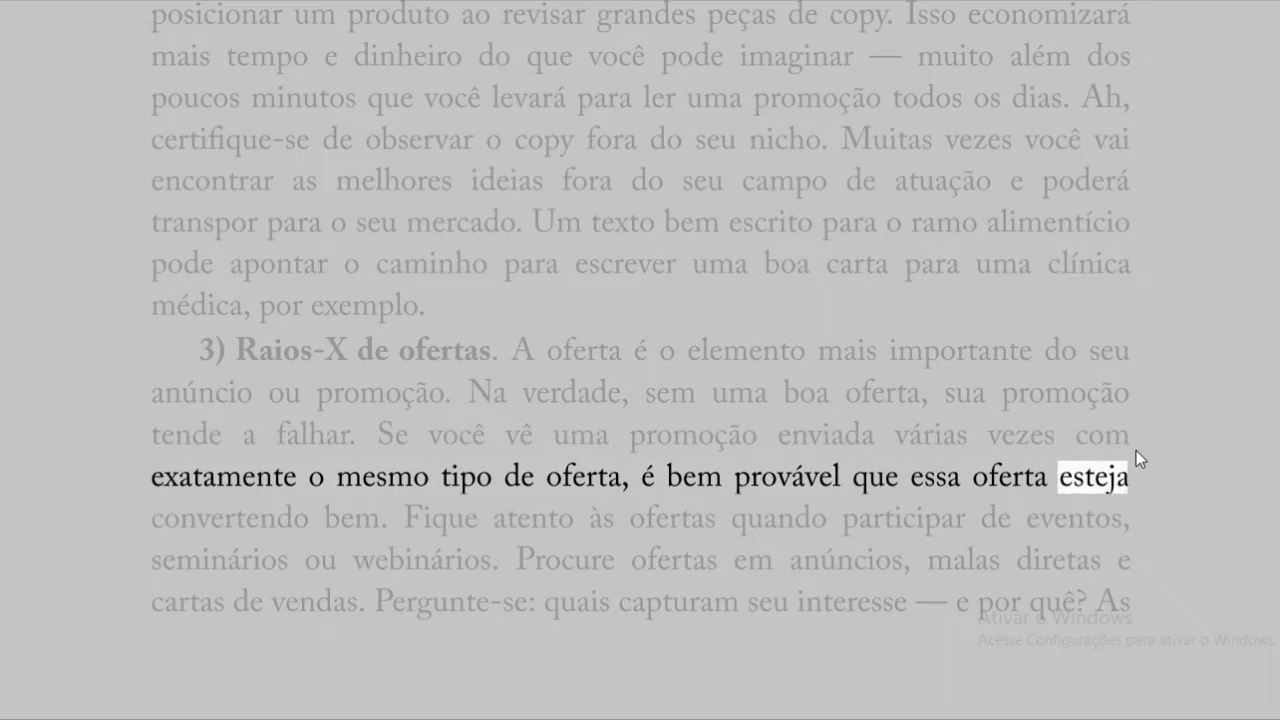 posicionar um produto ao revisar grandes peças de copy. Isso economizará
mais tempo e dinheiro do que você pode imaginar — muito além dos
poucos minutos que você levará para ler uma promoção todos os dias. Ah,
certifique-se de observar o copy fora do seu nicho. Muitas vezes você vai
encontrar as melhores ideias fora do seu campo de atuação e poderá
transpor para o seu mercado. Um texto bem escrito para o ramo alimentício
pode apontar o caminho para escrever uma boa carta para uma clínica
médica, por exemplo.
3) Raios-X de ofertas. A oferta é o elemento mais importante do seu
anúncio ou promoção. Na verdade, sem uma boa oferta, sua promoção
tende a falhar. Se você vê uma promoção enviada várias vezes com
exatamente o mesmo tipo de oferta, é bem provável que essa oferta esteja
convertendo bem. Fique atento às ofertas quando participar de eventos,
seminários ou webinários. Procure ofertas em anúncios, malas diretas e
cartas de vendas. Pergunte-se: quais capturam seu interesse — e por quê? As
Ativar o Windows
Acesse Configurações para ativar o Windows.